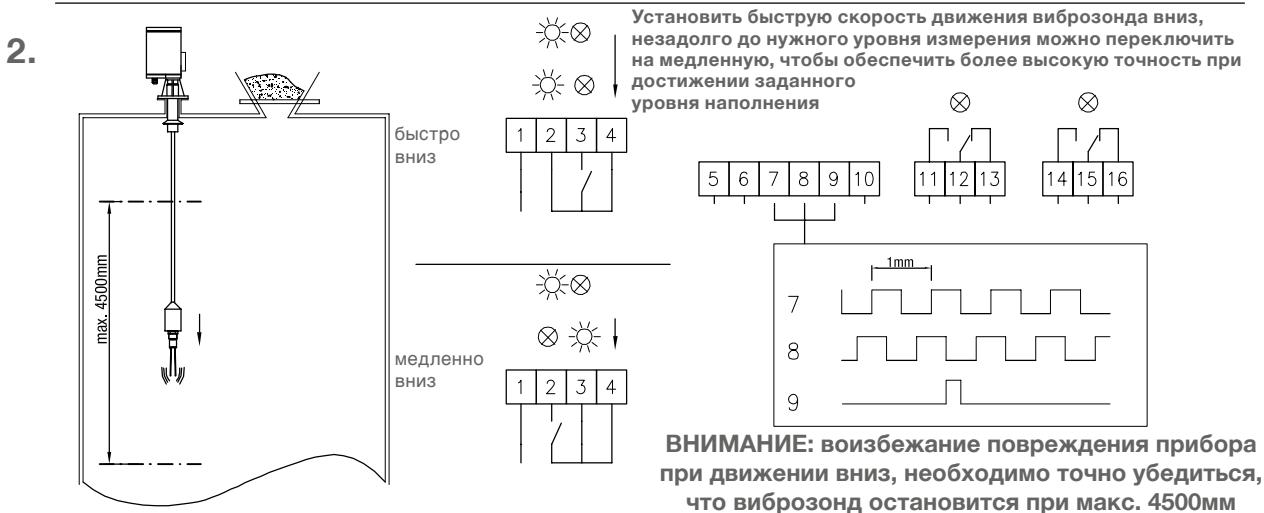 2.
Установить быструю скорость движения виброзонда вниз,
незадолго до нужного уровня измерения можно переключить
на медленную, чтобы обеспечить более высокую точность при
достижении заданного
уровня наполнения
быстро
вниз
1 2 3 4
5 6 7 8 9 10
11 12 13
14 15 16
max. 4500mm
медленно
вниз
1 2 3 4
1mm
7
8
9
ВНИМАНИЕ: воизбежание повреждения прибора
при движении вниз, необходимо точно убедиться,
что виброзонд остановится при макс. 4500мм